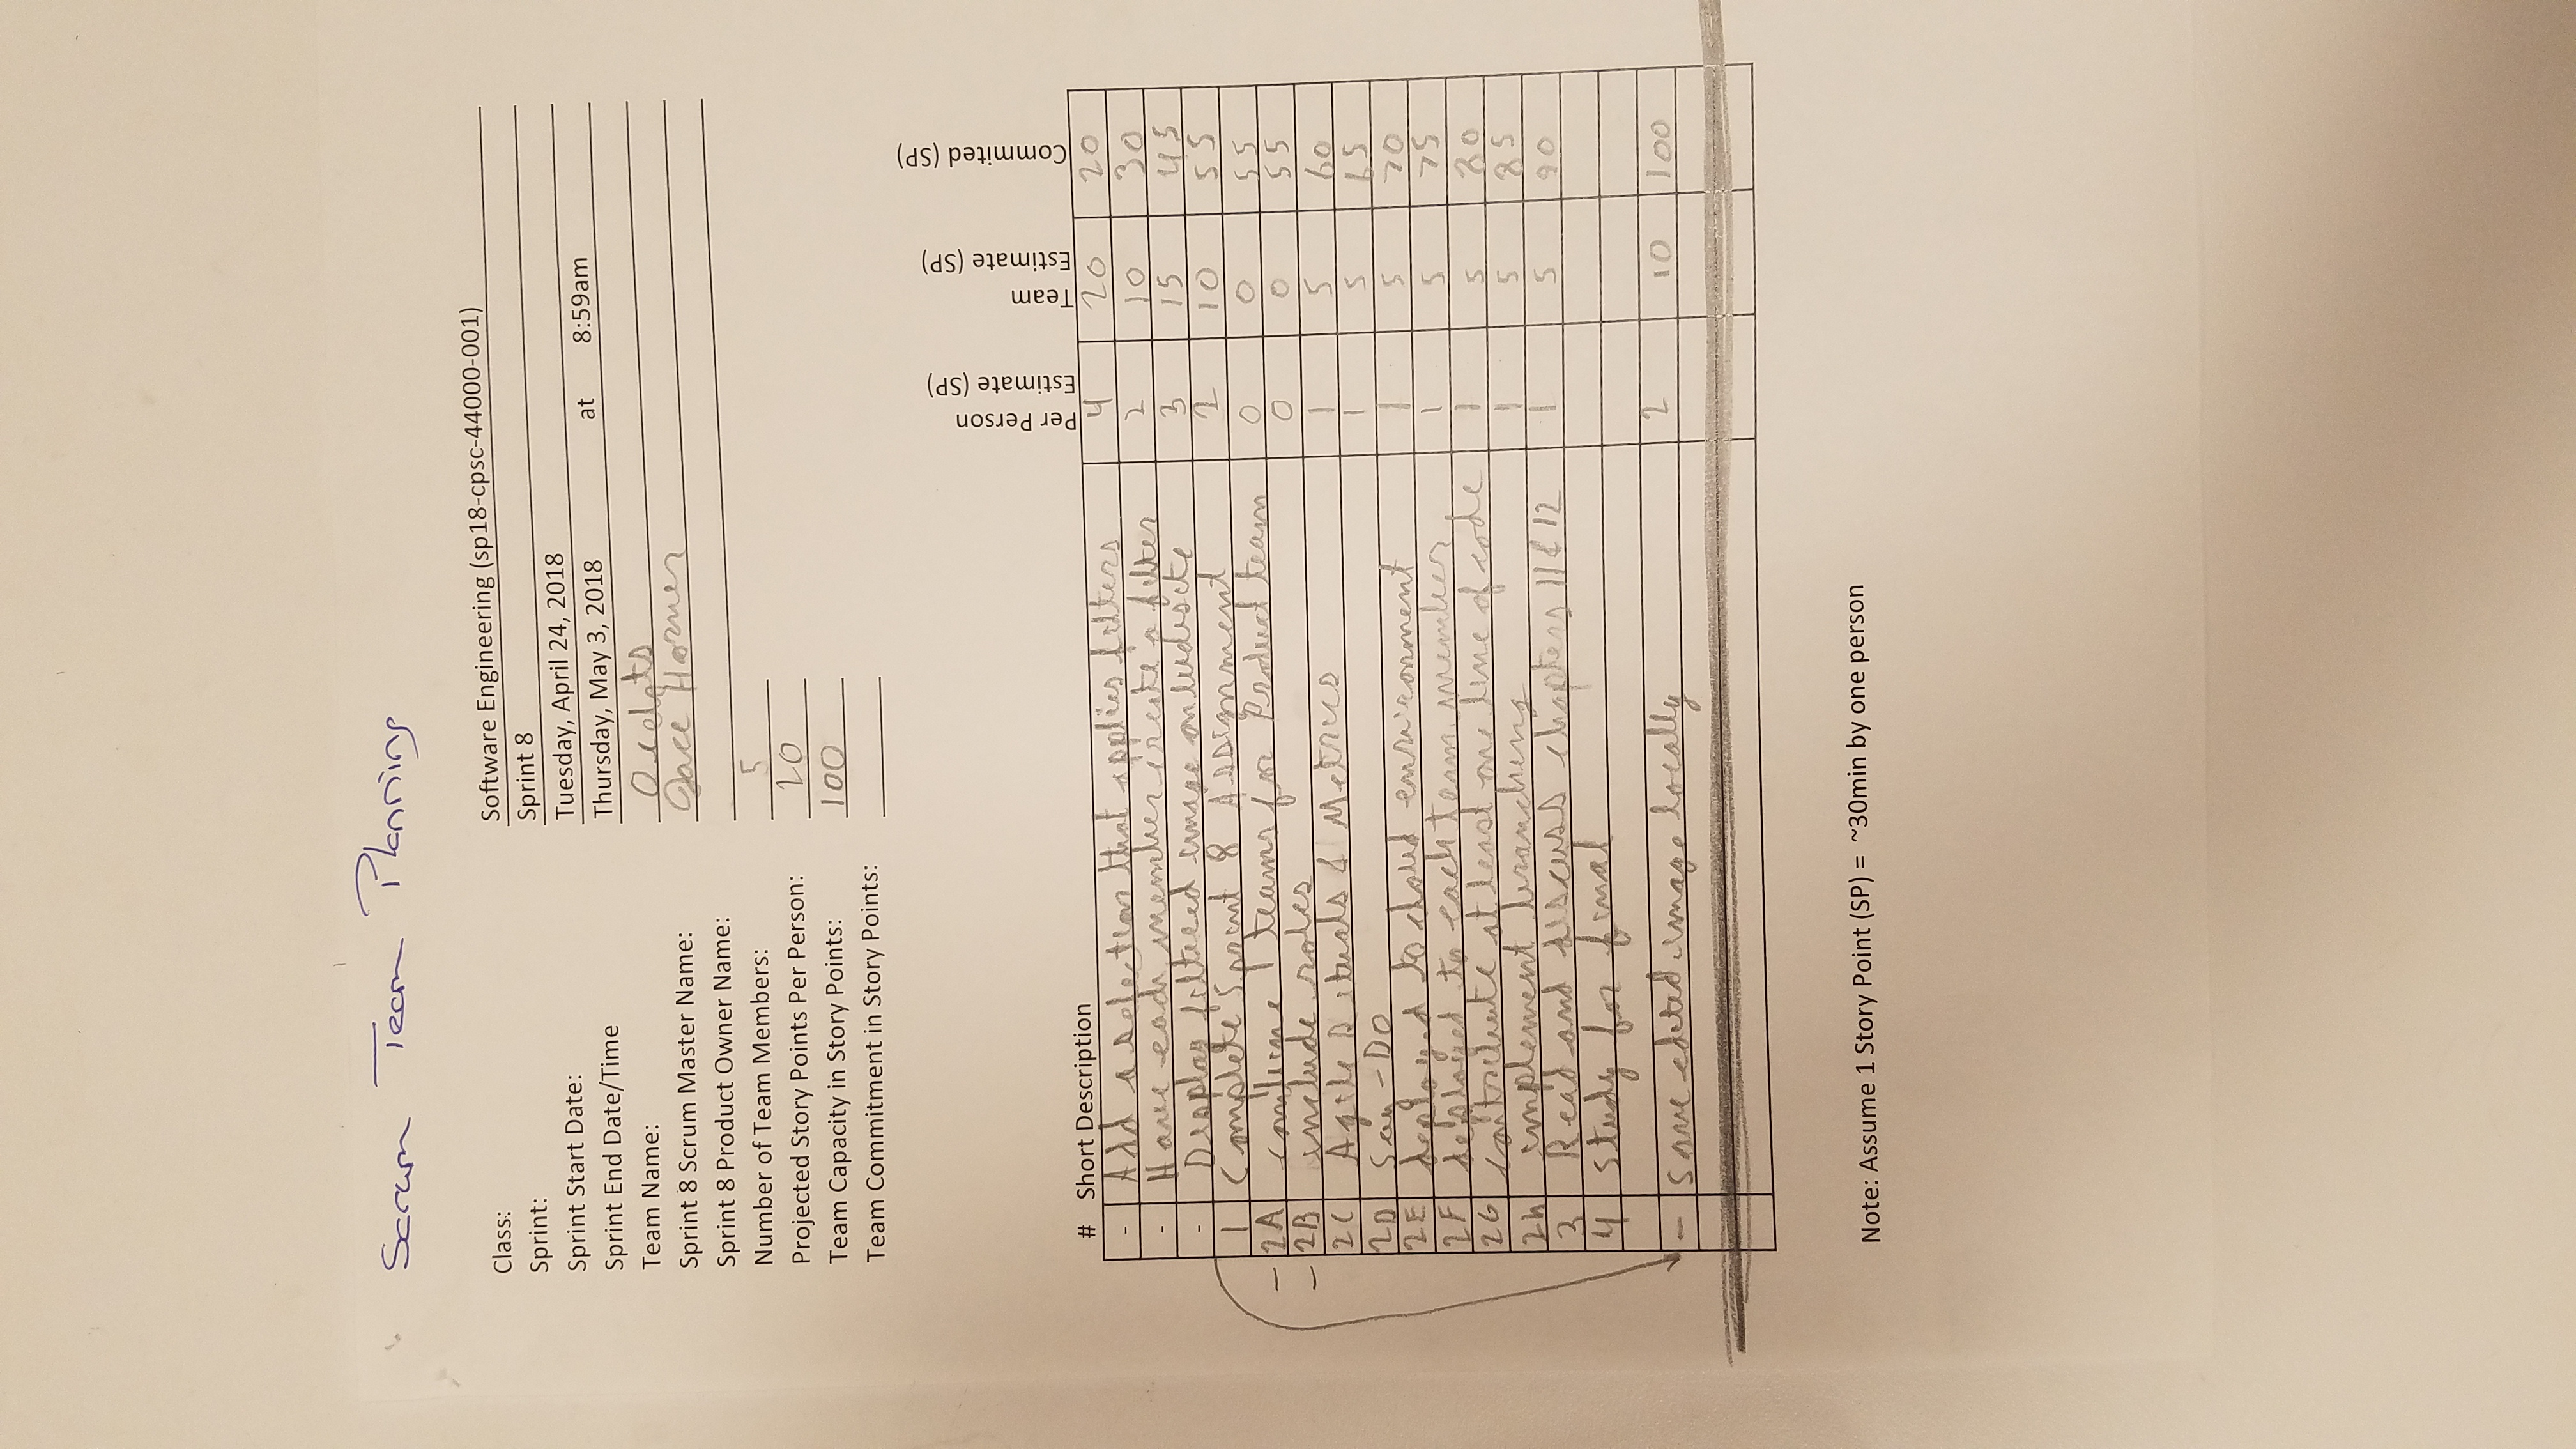 Scrum Team Planning
Class: Software Engineering (sp18-cpsc-44000-001)
Sprint: Sprint 8
Sprint Start Date: Tuesday, April 24, 2018
Sprint End Date/Time Thursday, May 3, 2018 at 8:59am
Team Name:
Sprint 8 Scrum Master Name: Jace Horner
Sprint 8 Product Owner Name:
Number of Team Members: 5
Projected Story Points Per Person: 20
Team Capacity in Story Points: 100
Team Commitment in Story Points:
# Short Description Per Person Estimate (SP) Team Estimate (SP) Commited (SP)
- Add a selection that applies filters 4 20 20
- Have each member create a filter 2 10 30
- Display filtered image on website 3 15 45
1 Complete Sprint 8 Assignment 2 10 55
- 2A combine teams for Product team 0 0 55
- 2B include roles 0 0 55
2C Agile Rituals & Metrics 1 5 60
2D Say-DO 1 5 65
2E deployed to cloud environment 1 5 70
2F deployed to each team member 1 5 75
2G contribute at least one line of code 1 5 80
2h implement branching 1 5 85
3 Read and discuss chapters 11 & 12 1 5 90
4 study for final
- save edited image locally 2 10 100
Note: Assume 1 Story Point (SP) = ~30min by one person